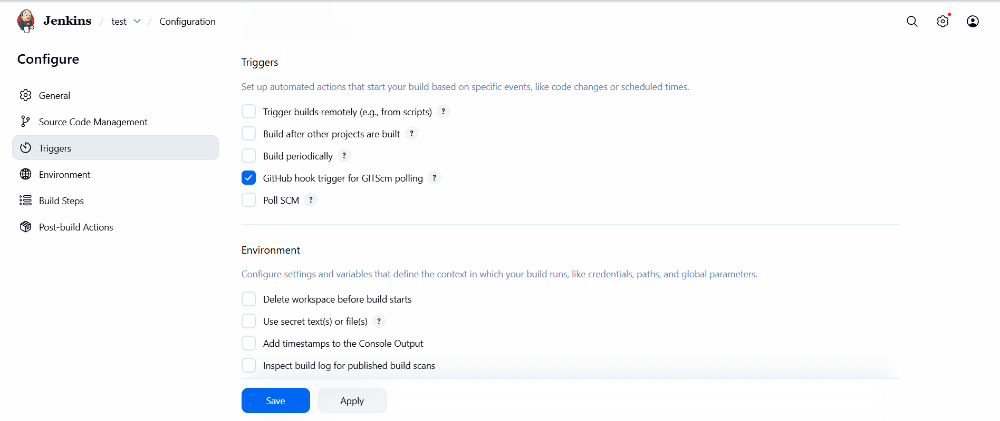 Jenkins / test / Configuration
Configure
General
Source Code Management
Triggers
Environment
Build Steps
Post-build Actions
Triggers
Set up automated actions that start your build based on specific events, like code changes or scheduled times.
Trigger builds remotely (e.g., from scripts) ?
Build after other projects are built ?
Build periodically ?
GitHub hook trigger for GITScm polling ?
Poll SCM ?
Environment
Configure settings and variables that define the context in which your build runs, like credentials, paths, and global parameters.
Delete workspace before build starts
Use secret text(s) or file(s) ?
Add timestamps to the Console Output
Inspect build log for published build scans
Save Apply